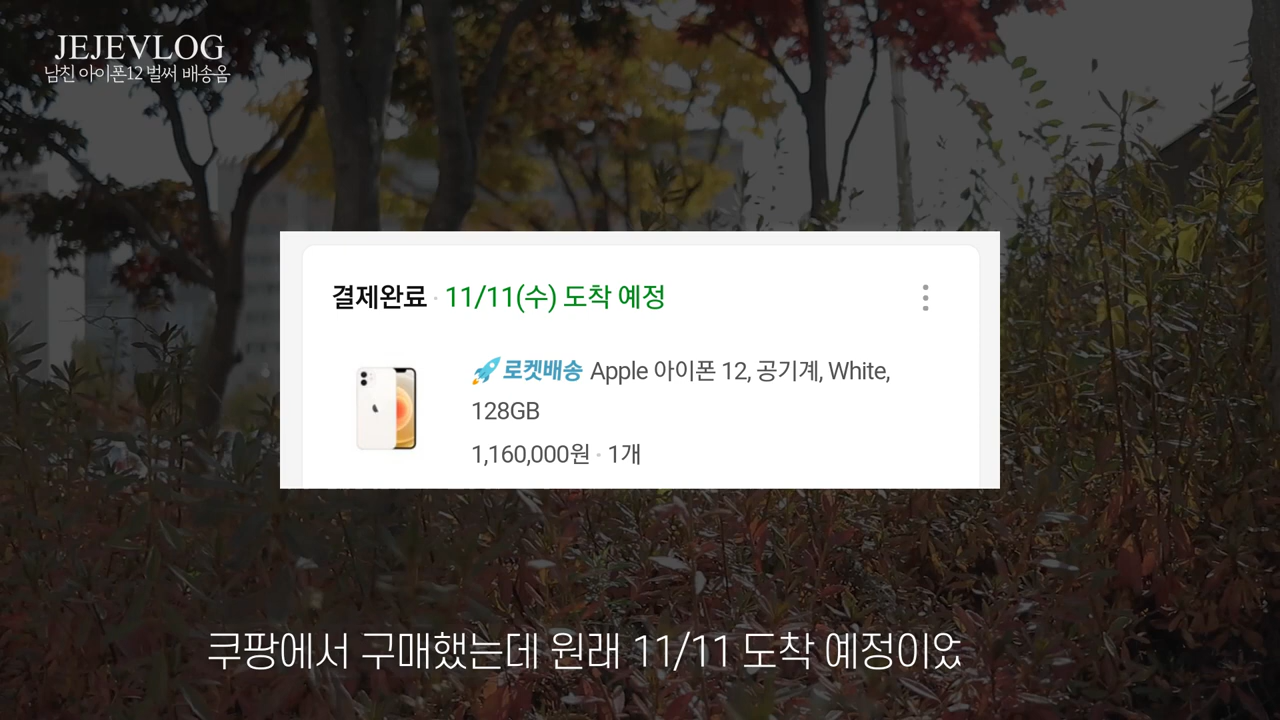 JEJEVLOG
남친 아이폰12 벌써 배송옴
결제완료 · 11/11(수) 도착 예정
로켓배송 Apple 아이폰 12, 공기계, White,
128GB
1,160,000원 · 1개
쿠팡에서 구매했는데 원래 11/11 도착 예정이었